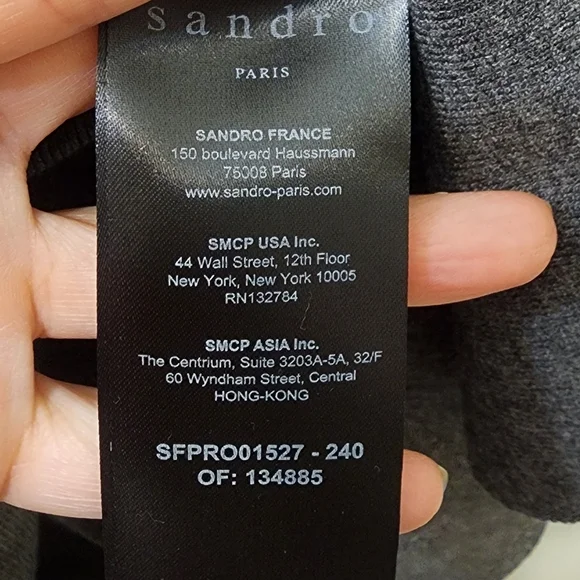 sandro
PARIS
SANDRO FRANCE
150 boulevard Haussmann
75008 Paris
www.sandro-paris.com
SMCP USA Inc.
44 Wall Street, 12th Floor
New York, New York 10005
RN132784
SMCP ASIA Inc.
The Centrium, Suite 3203A-5A, 32/F
60 Wyndham Street, Central
HONG-KONG
SFPRO01527 - 240
OF: 134885